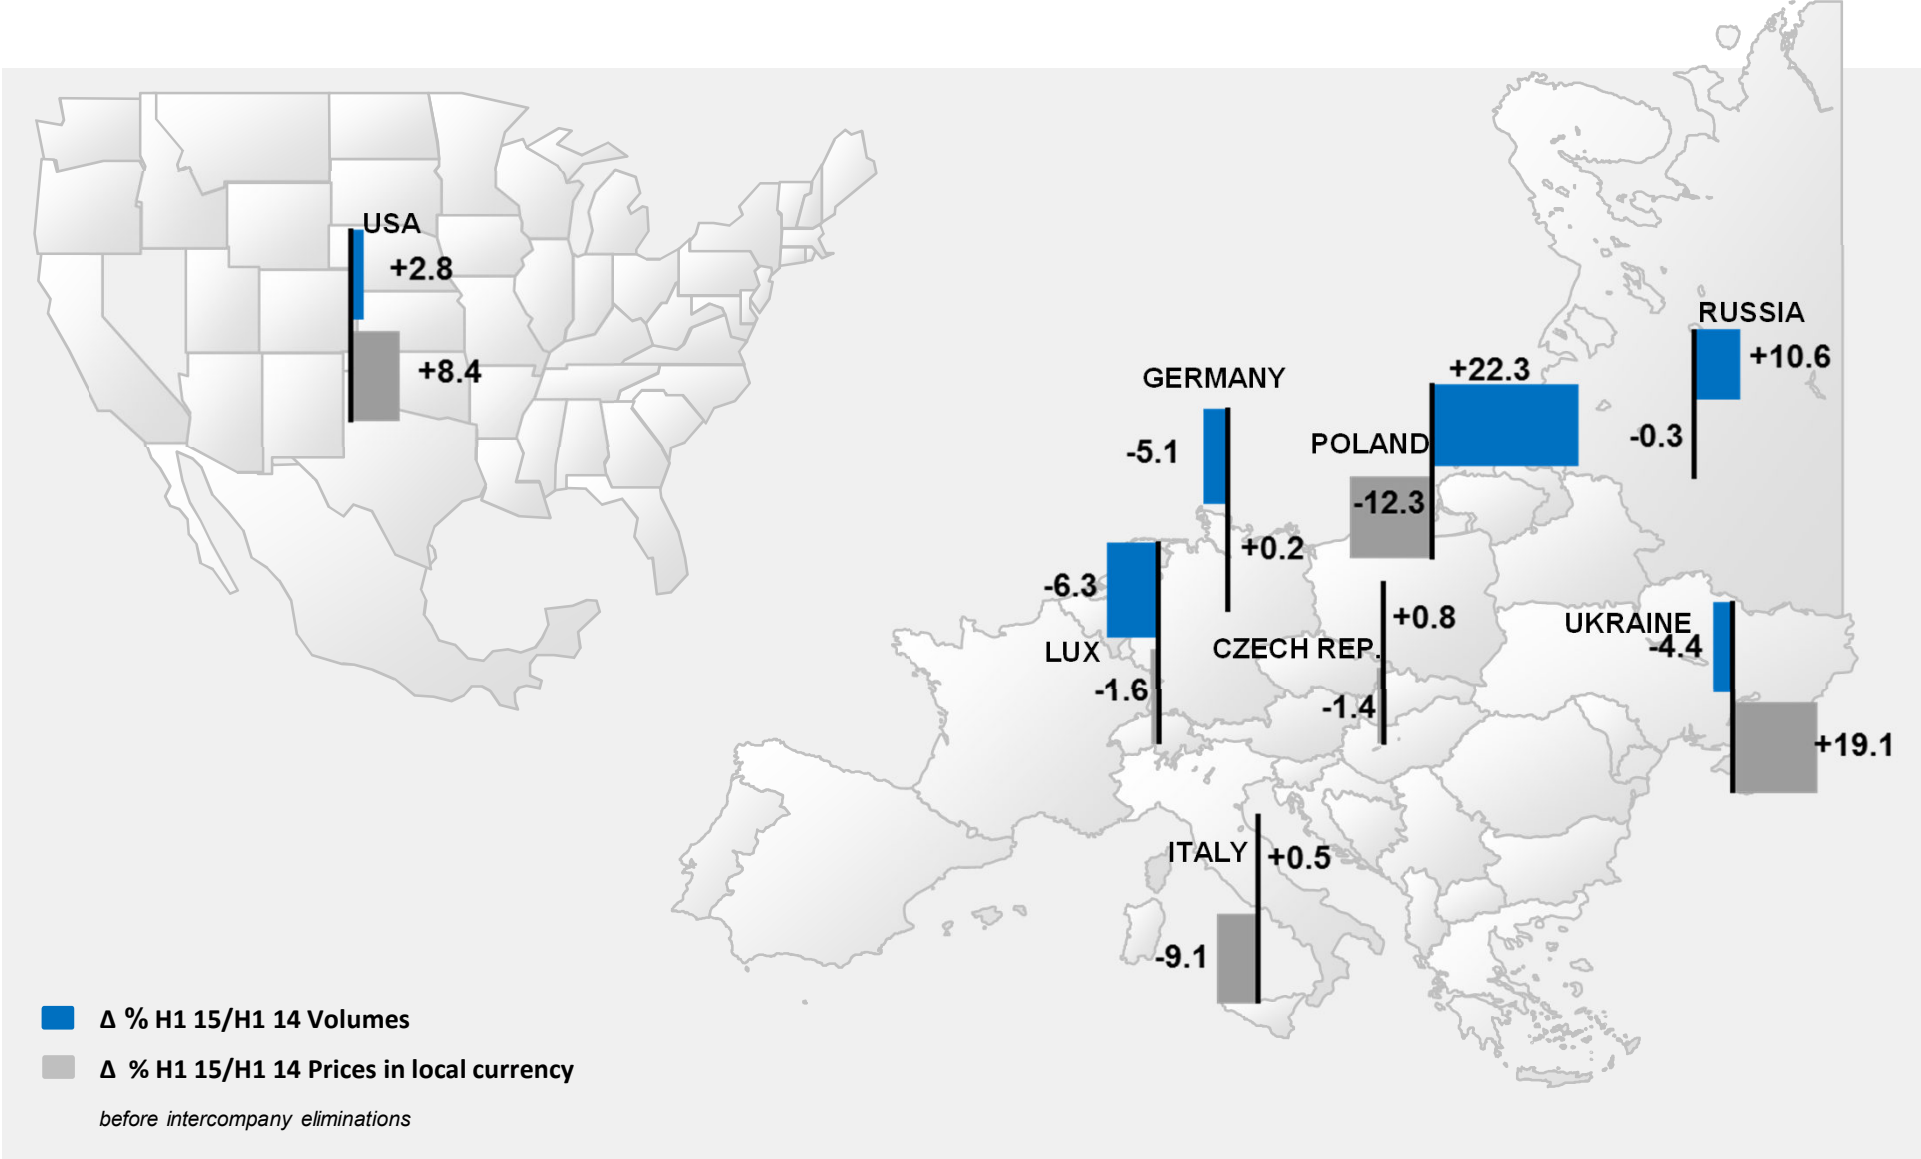 USA
+2.8
+8.4
RUSSIA
+10.6
-0.3
GERMANY
-5.1
+0.2
+22.3
POLAND
-12.3
-6.3
LUX
-1.6
+0.8
CZECH REP.
-1.4
UKRAINE
-4.4
+19.1
ITALY
+0.5
-9.1
Δ % H1 15/H1 14 Volumes
Δ % H1 15/H1 14 Prices in local currency
before intercompany eliminations